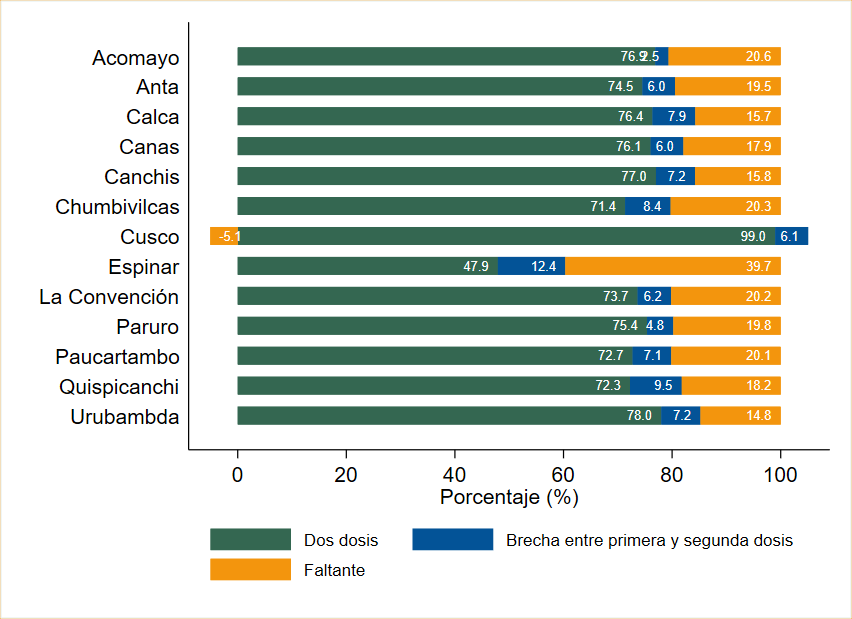 Acomayo 76.9 2.5 20.6
Anta 74.5 6.0 19.5
Calca 76.4 7.9 15.7
Canas 76.1 6.0 17.9
Canchis 77.0 7.2 15.8
Chumbivilcas 71.4 8.4 20.3
Cusco -5.1 99.0 6.1
Espinar 47.9 12.4 39.7
La Convención 73.7 6.2 20.2
Paruro 75.4 4.8 19.8
Paucartambo 72.7 7.1 20.1
Quispicanchi 72.3 9.5 18.2
Urubambda 78.0 7.2 14.8
0 20 40 60 80 100
Porcentaje (%)
Dos dosis Brecha entre primera y segunda dosis
Faltante